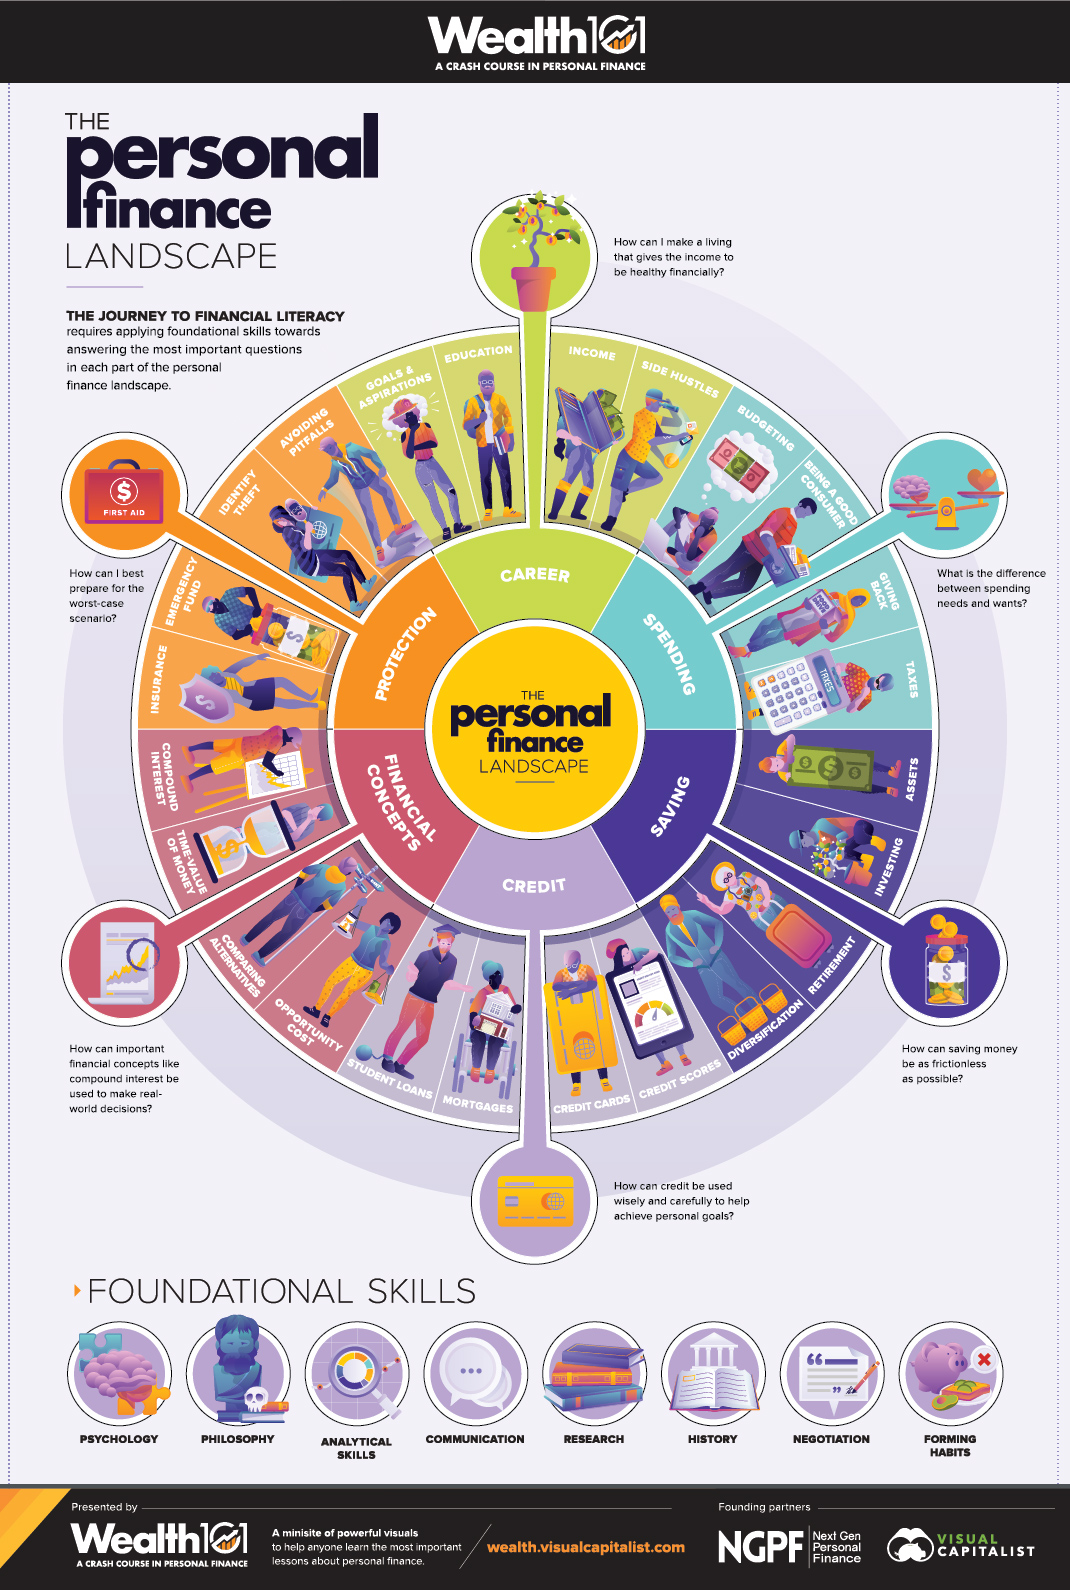 Wealth101
A CRASH COURSE IN PERSONAL FINANCE
THE
personal
finance
LANDSCAPE
THE JOURNEY TO FINANCIAL LITERACY
requires applying foundational skills towards
answering the most important questions
in each part of the personal
finance landscape.
How can I make a living
that gives the income to
be healthy financially?
EDUCATION
INCOME
GOALS &
ASPIRATIONS
SIDE HUSTLES
AVOIDING
PITFALLS
BUDGETING
IDENTIFY
THEFT
BEING A GOOD
CONSUMER
$
FIRST AID
How can I best
prepare for the
worst-case
scenario?
What is the difference
between spending
needs and wants?
EMERGENCY
FUND
$
GIVING
BACK
INSURANCE
$
TAXES
TAXES
CAREER
PROTECTION
SPENDING
THE
personal
finance
LANDSCAPE
FINANCIAL
CONCEPTS
SAVING
CREDIT
COMPOUND
INTEREST
ASSETS
$ $ $
TIME-VALUE
OF MONEY
$
INVESTING
COMPARING
ALTERNATIVES
RETIREMENT
OPPORTUNITY
COST
DIVERSIFICATION
STUDENT LOANS
CREDIT SCORES
MORTGAGES
CREDIT CARDS
$
How can important
financial concepts like
compound interest be
used to make real-
world decisions?
How can saving money
be as frictionless
as possible?
How can credit be used
wisely and carefully to help
achieve personal goals?
FOUNDATIONAL SKILLS
PSYCHOLOGY
PHILOSOPHY
ANALYTICAL
SKILLS
COMMUNICATION
RESEARCH
HISTORY
NEGOTIATION
FORMING
HABITS
Presented by
Wealth101
A CRASH COURSE IN PERSONAL FINANCE
A minisite of powerful visuals
to help anyone learn the most important
lessons about personal finance.
wealth.visualcapitalist.com
Founding partners
NGPF
Next Gen
Personal
Finance
VISUAL
CAPITALIST